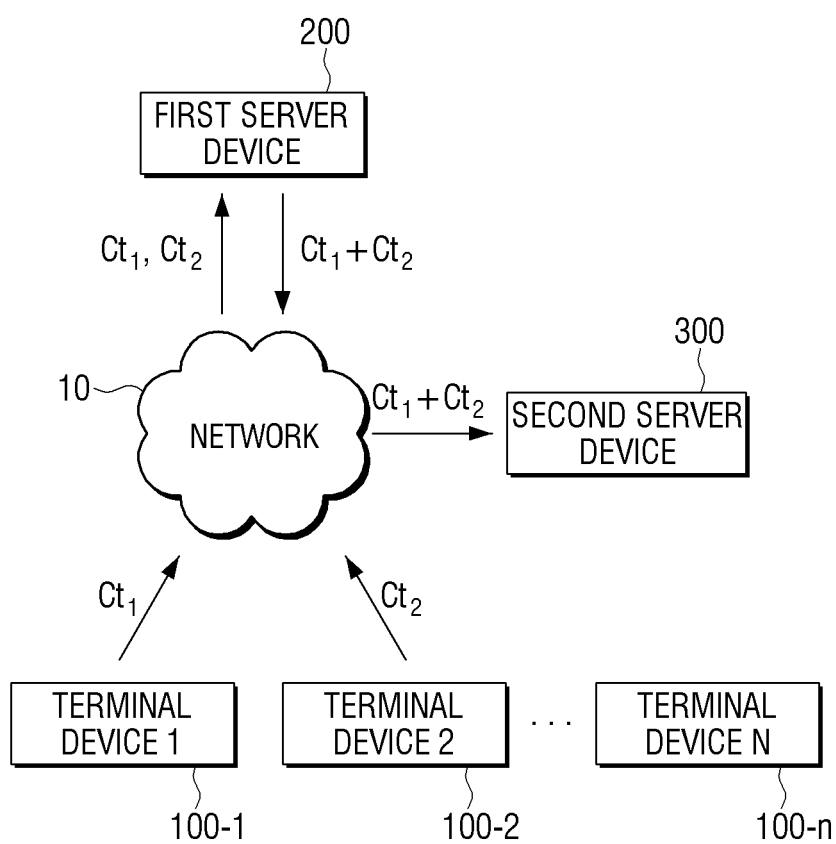 200
FIRST SERVER
DEVICE
Ct₁, Ct₂
Ct₁+Ct₂
300
10
NETWORK
Ct₁+Ct₂
SECOND SERVER
DEVICE
Ct₁
Ct₂
TERMINAL
DEVICE 1
TERMINAL
DEVICE 2
...
TERMINAL
DEVICE N
100-1
100-2
100-n